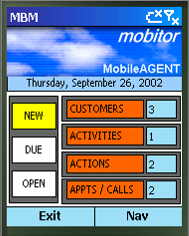 MBM
mobitor
MobileAGENT
Thursday, September 26, 2002
NEW
DUE
OPEN
CUSTOMERS 3
ACTIVITIES 1
ACTIONS 2
APPTS / CALLS 2
Exit Nav